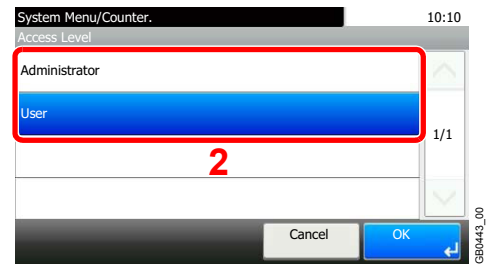 System Menu/Counter. 10:10
Access Level
Administrator
User
1/1
2
Cancel OK
GB0443_00